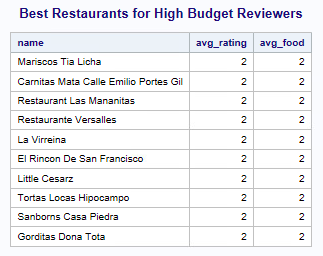 Best Restaurants for High Budget Reviewers
name avg_rating avg_food
Mariscos Tia Licha 2 2
Carnitas Mata Calle Emilio Portes Gil 2 2
Restaurant Las Mananitas 2 2
Restaurante Versalles 2 2
La Virreina 2 2
El Rincon De San Francisco 2 2
Little Cesarz 2 2
Tortas Locas Hipocampo 2 2
Sanborns Casa Piedra 2 2
Gorditas Dona Tota 2 2